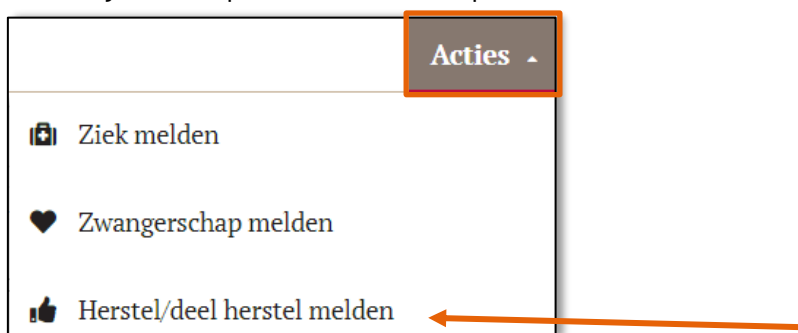 Acties
Ziek melden
Zwangerschap melden
Herstel/deel herstel melden